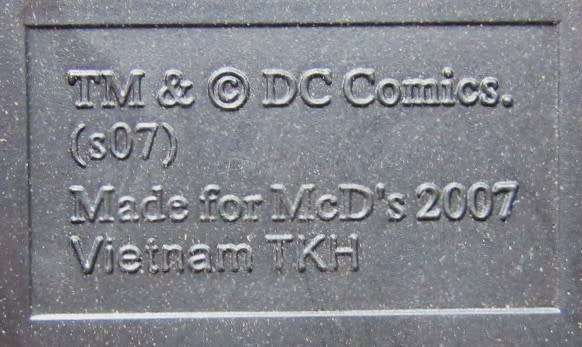 TM & © DC Comics.
(s07)
Made for McD's 2007
Vietnam TKH